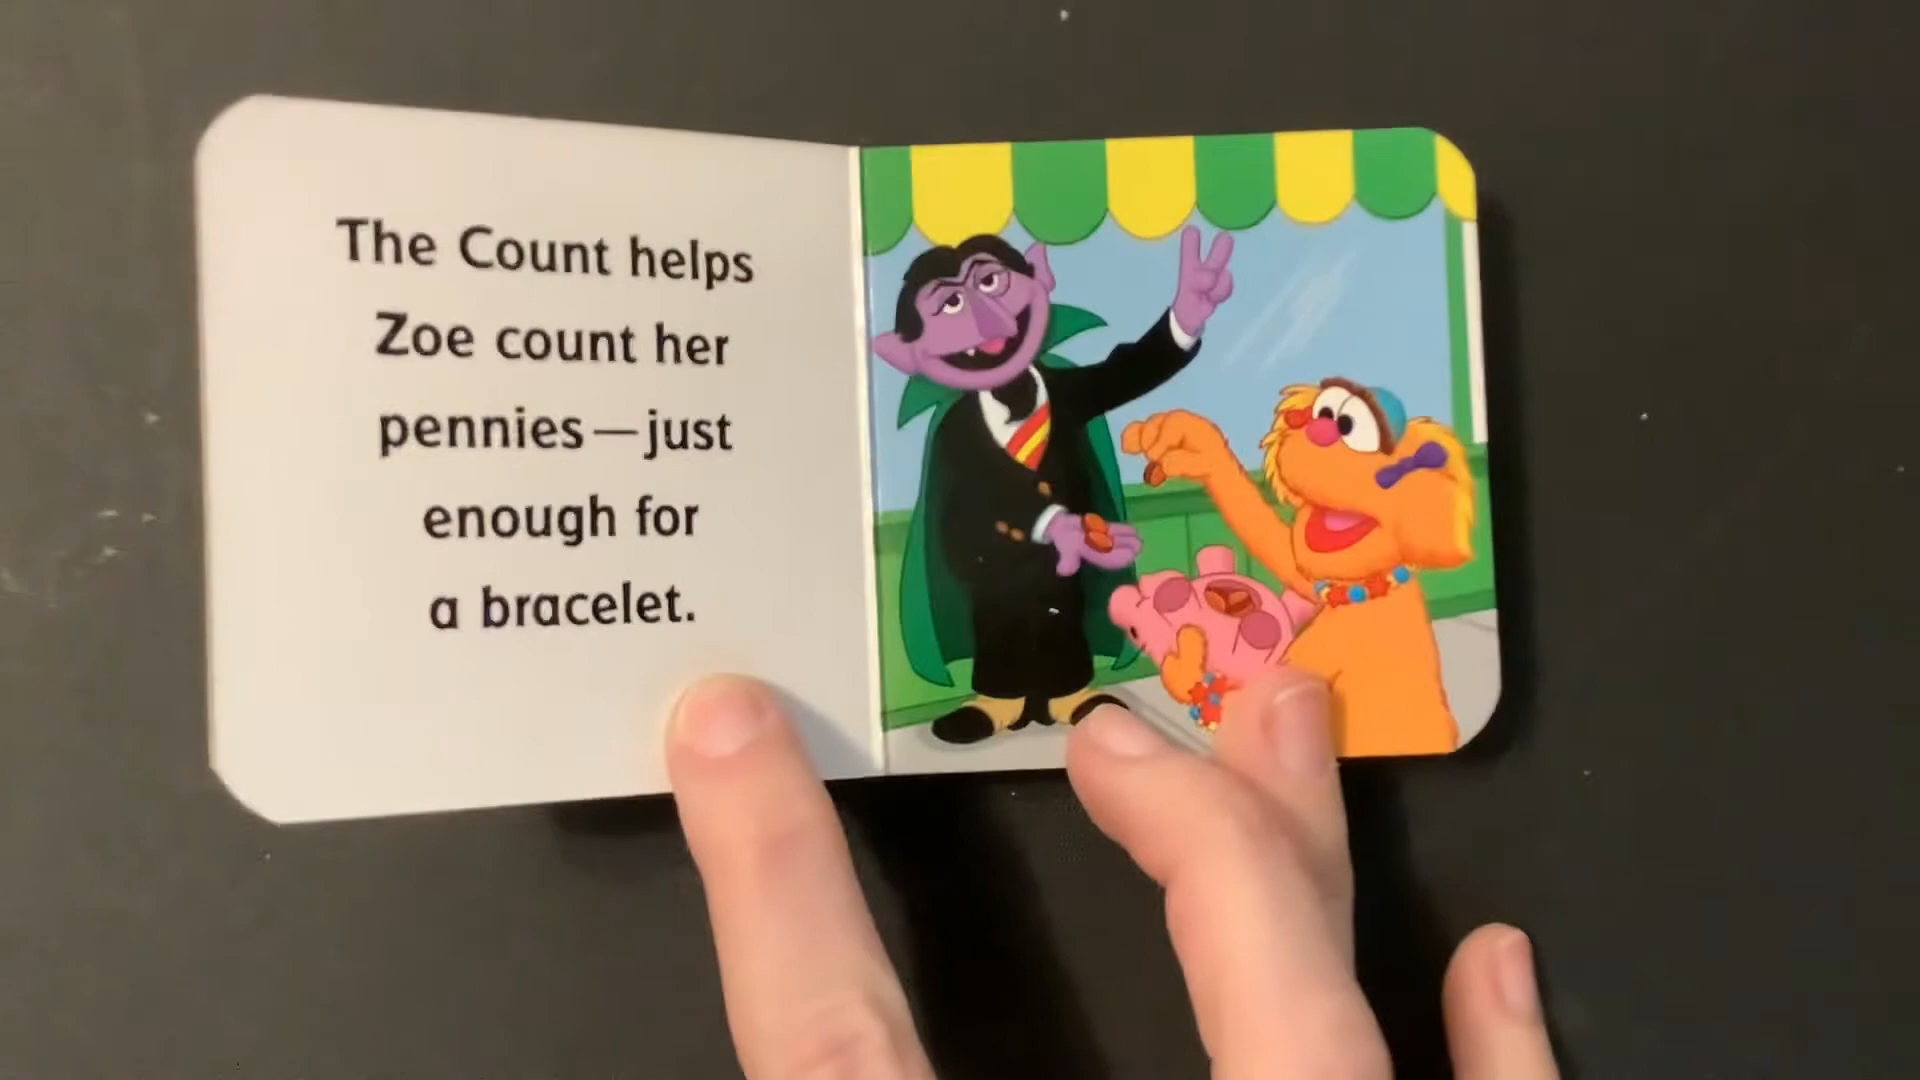 The Count helps
Zoe count her
pennies—just
enough for
a bracelet.